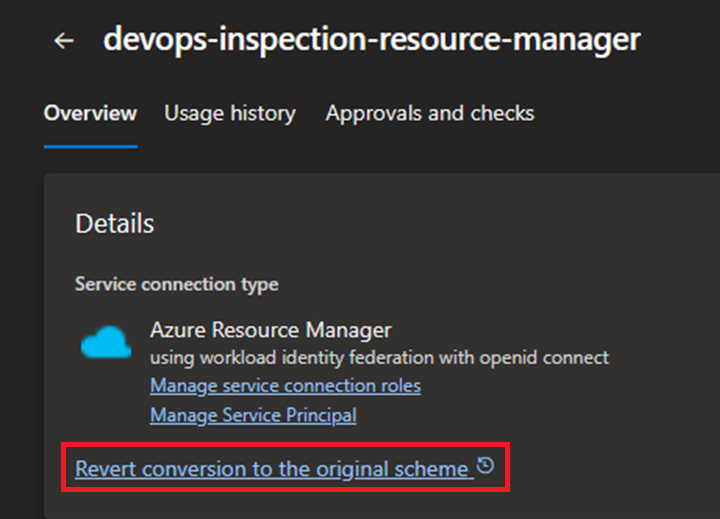 devops-inspection-resource-manager
Overview Usage history Approvals and checks
Details
Service connection type
Azure Resource Manager
using workload identity federation with openid connect
Manage service connection roles
Manage Service Principal
Revert conversion to the original scheme